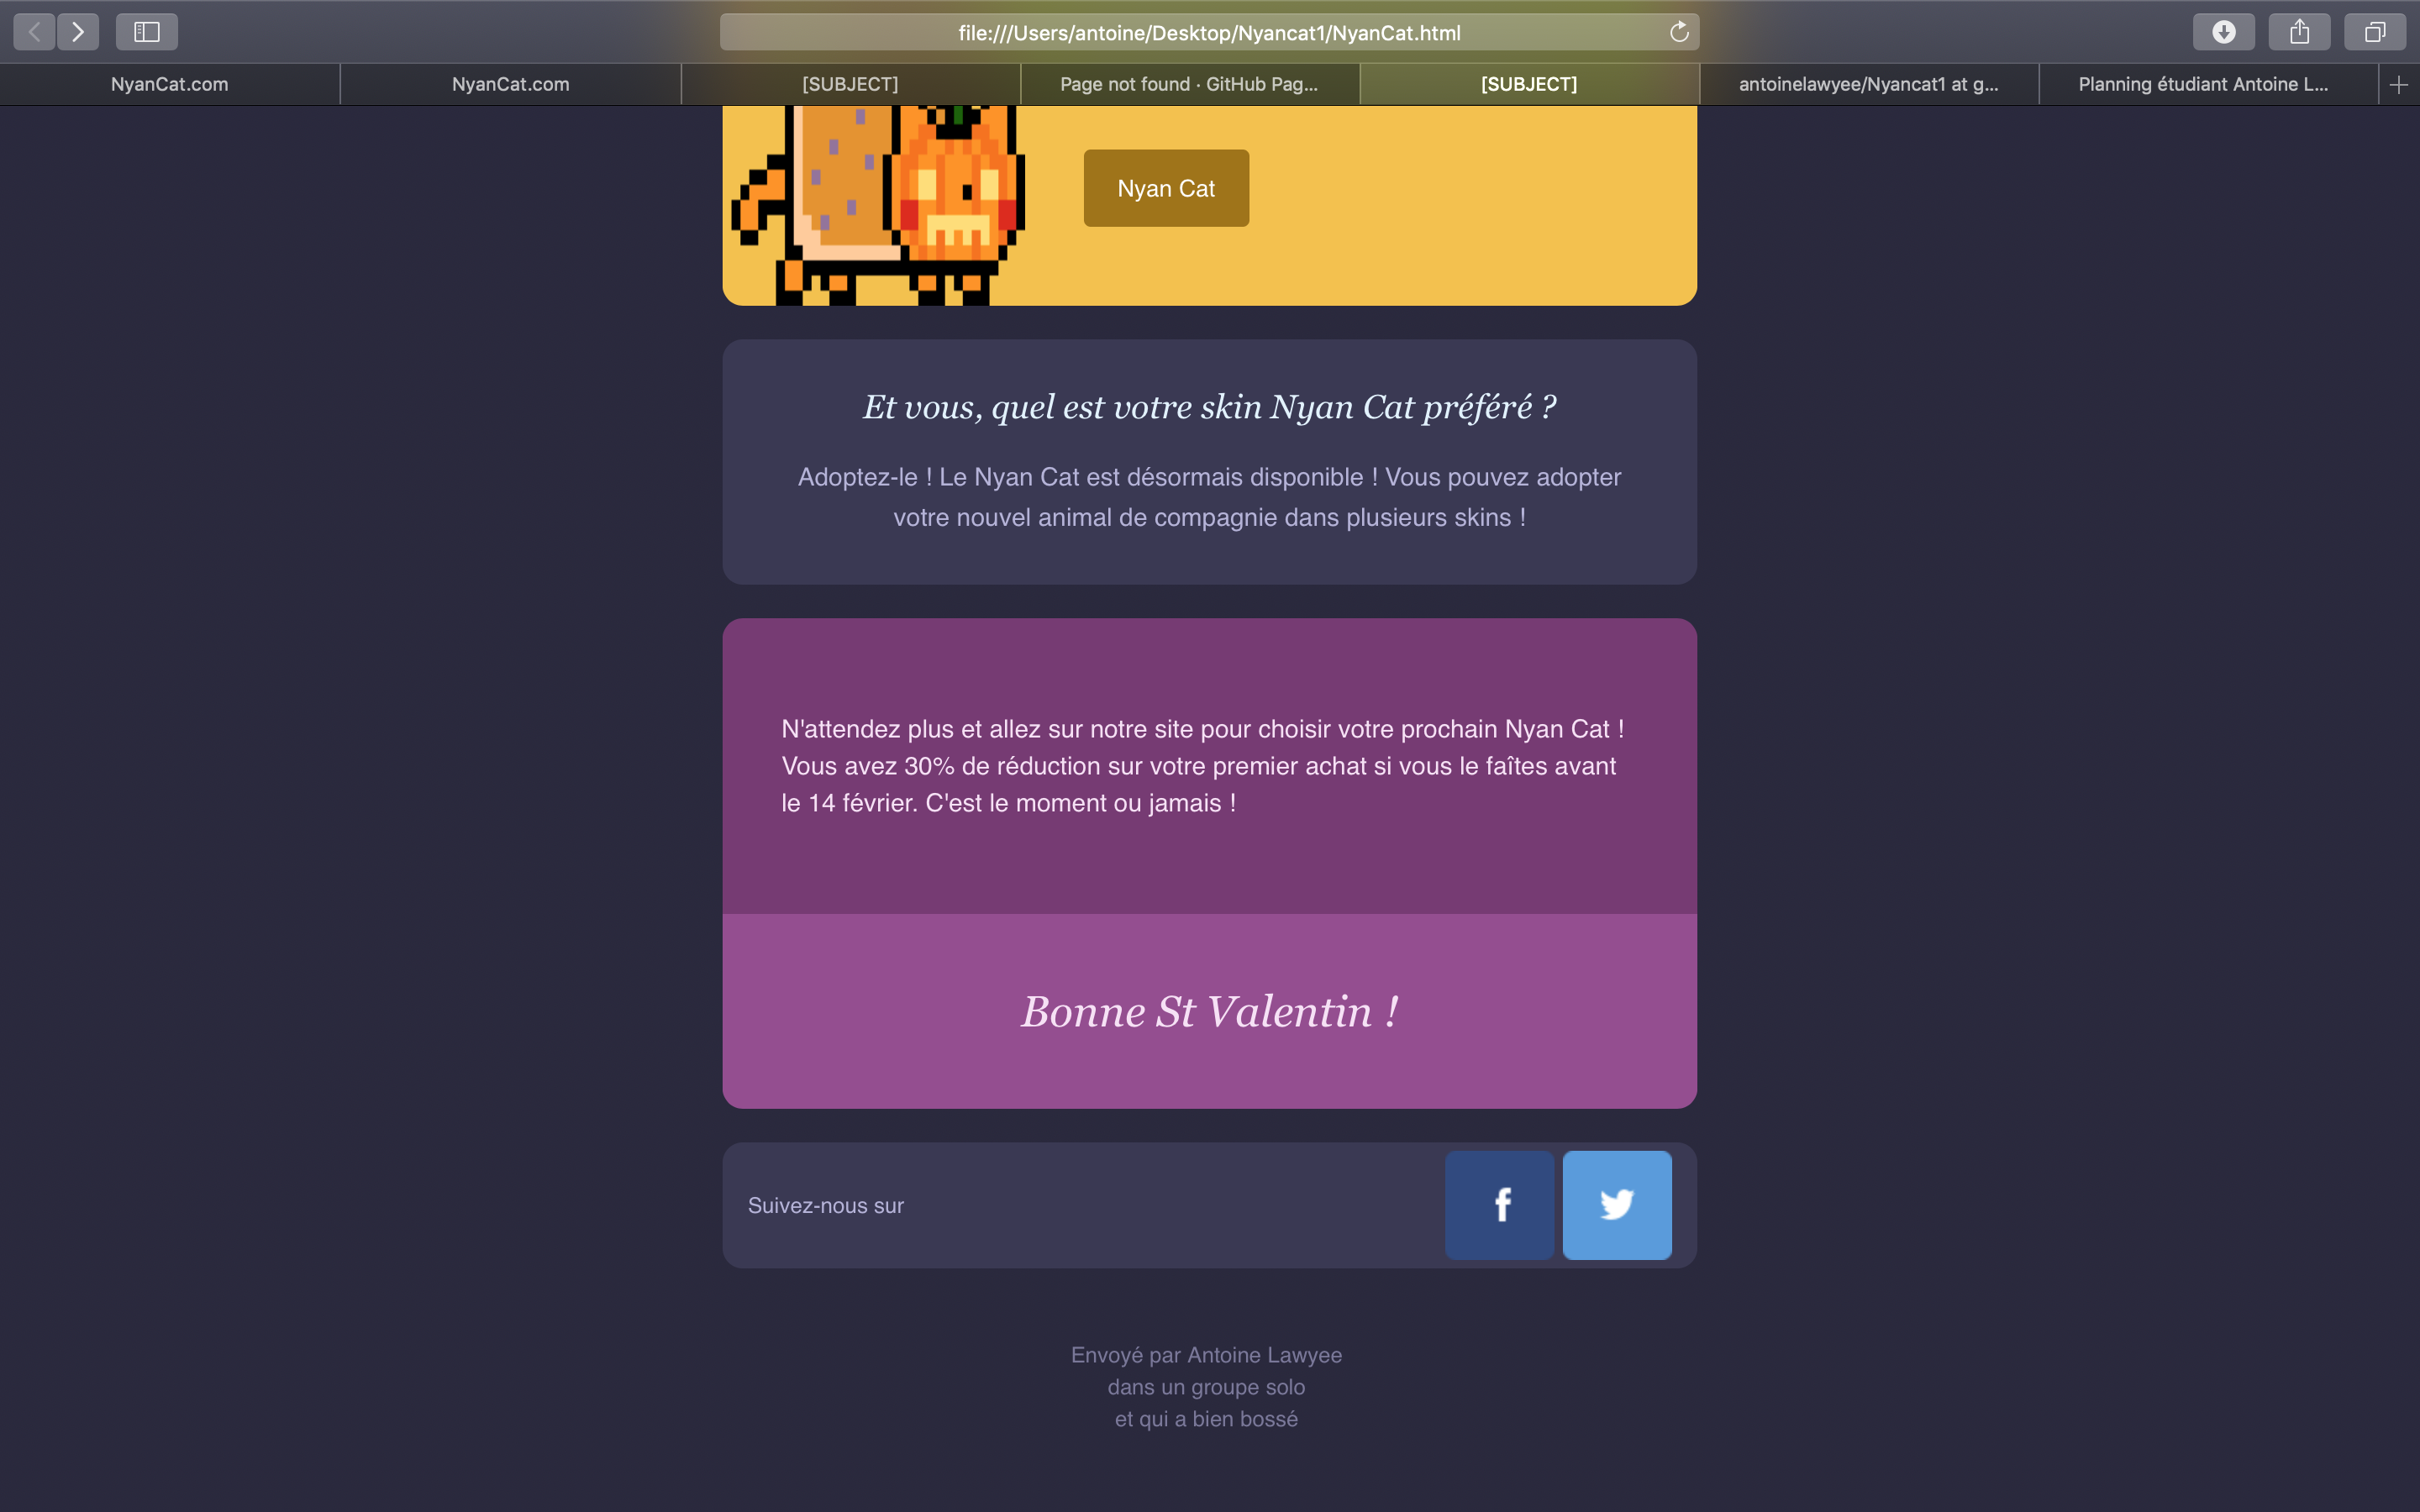 file:///Users/antoine/Desktop/Nyancat1/NyanCat.html
NyanCat.com
NyanCat.com
[SUBJECT]
Page not found · GitHub Pag...
[SUBJECT]
antoinelawyee/Nyancat1 at g...
Planning étudiant Antoine L...
Nyan Cat
Et vous, quel est votre skin Nyan Cat préféré ?
Adoptez-le ! Le Nyan Cat est désormais disponible ! Vous pouvez adopter
votre nouvel animal de compagnie dans plusieurs skins !
N'attendez plus et allez sur notre site pour choisir votre prochain Nyan Cat !
Vous avez 30% de réduction sur votre premier achat si vous le faîtes avant
le 14 février. C'est le moment ou jamais !
Bonne St Valentin !
Suivez-nous sur
Envoyé par Antoine Lawyee
dans un groupe solo
et qui a bien bossé